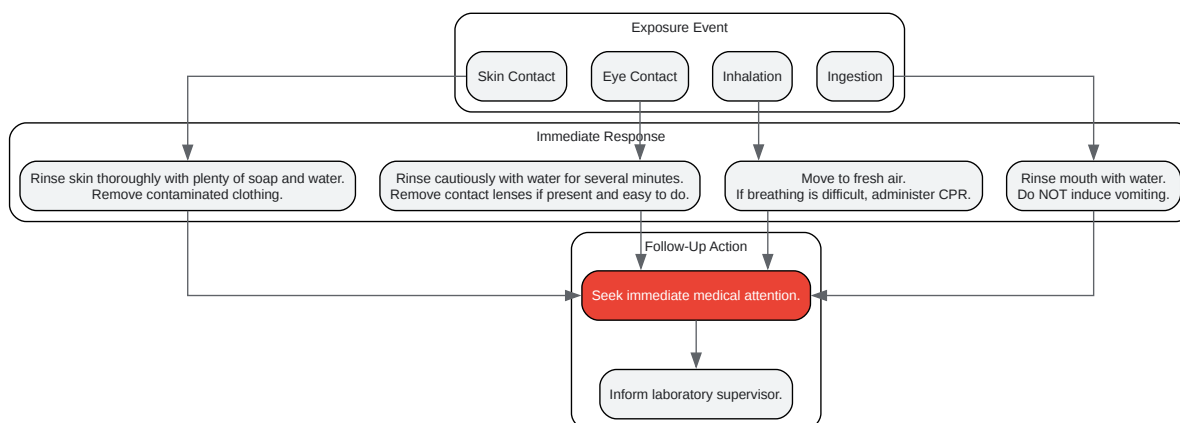 Exposure Event
Skin Contact
Eye Contact
Inhalation
Ingestion
Immediate Response
Rinse skin thoroughly with plenty of soap and water.
Remove contaminated clothing.
Rinse cautiously with water for several minutes.
Remove contact lenses if present and easy to do.
Move to fresh air.
If breathing is difficult, administer CPR.
Rinse mouth with water.
Do NOT induce vomiting.
Follow-Up Action
Seek immediate medical attention.
Inform laboratory supervisor.